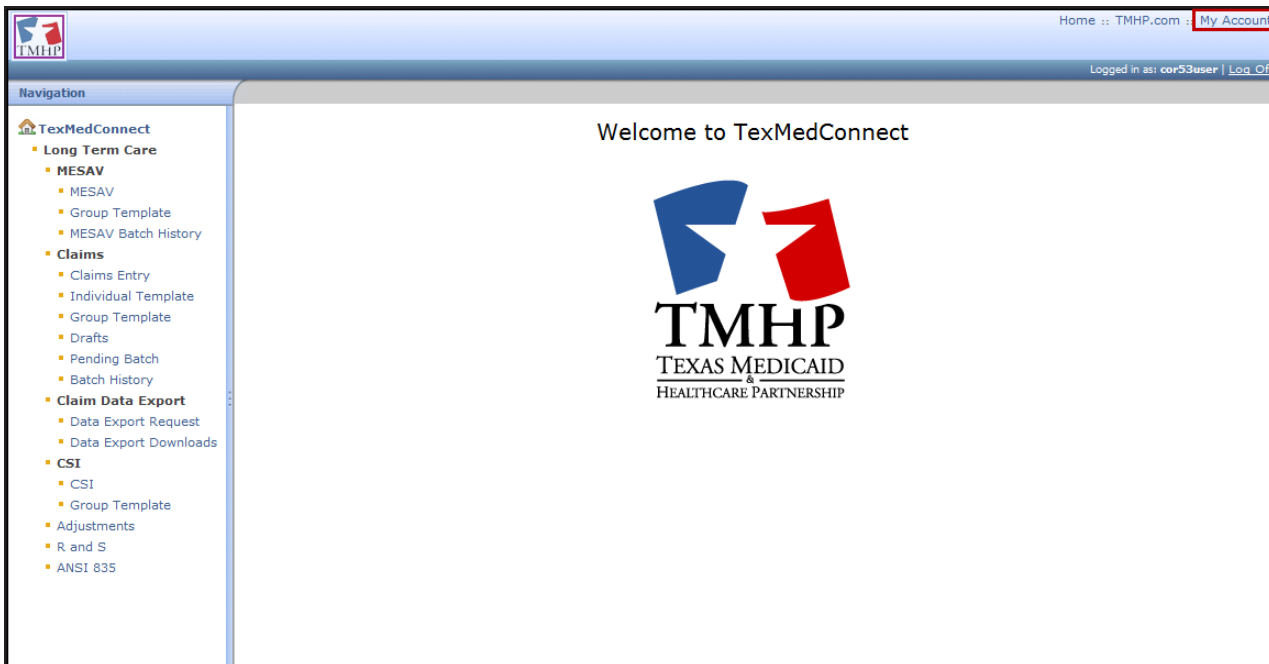 TMHP
Home :: TMHP.com :: My Account
Logged in as: cor53user | Log Of
Navigation
TexMedConnect
Long Term Care
MESAV
MESAV
Group Template
MESAV Batch History
Claims
Claims Entry
Individual Template
Group Template
Drafts
Pending Batch
Batch History
Claim Data Export
Data Export Request
Data Export Downloads
CSI
CSI
Group Template
Adjustments
R and S
ANSI 835
Welcome to TexMedConnect
TMHP
TEXAS MEDICAID
&
HEALTHCARE PARTNERSHIP